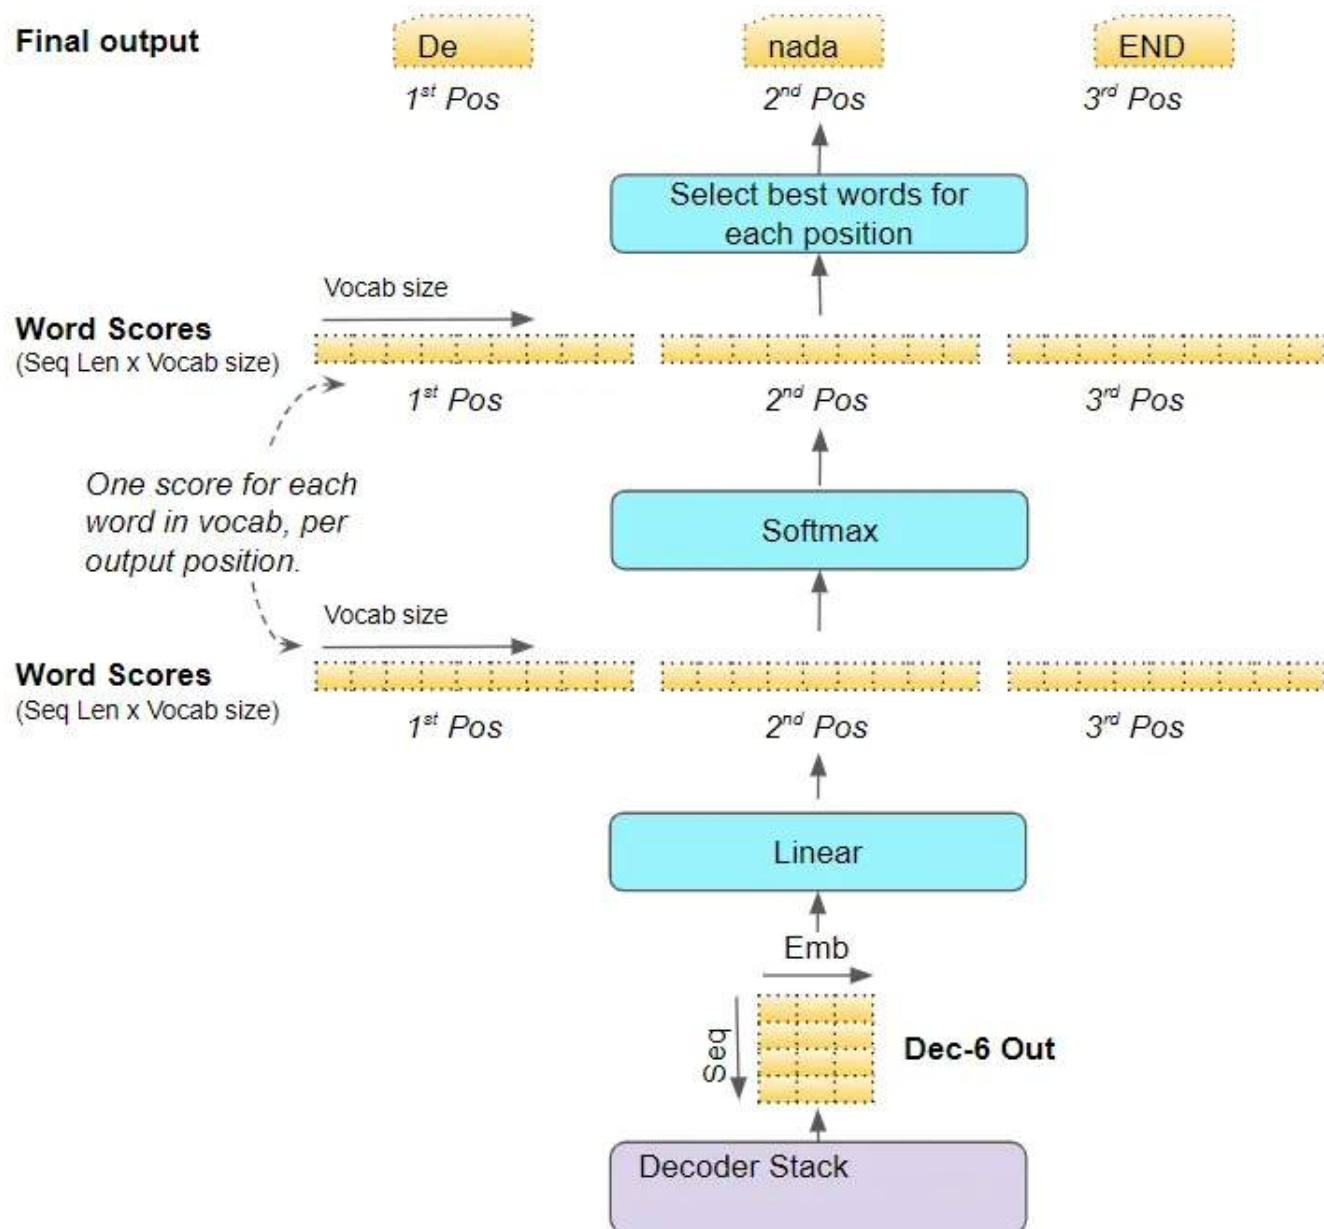 Final output
De
nada
END
1st Pos
2nd Pos
3rd Pos
Select best words for
each position
Vocab size
Word Scores
(Seq Len x Vocab size)
1st Pos
2nd Pos
3rd Pos
One score for each
word in vocab, per
output position.
Softmax
Vocab size
Word Scores
(Seq Len x Vocab size)
1st Pos
2nd Pos
3rd Pos
Linear
Emb
Seq
Dec-6 Out
Decoder Stack